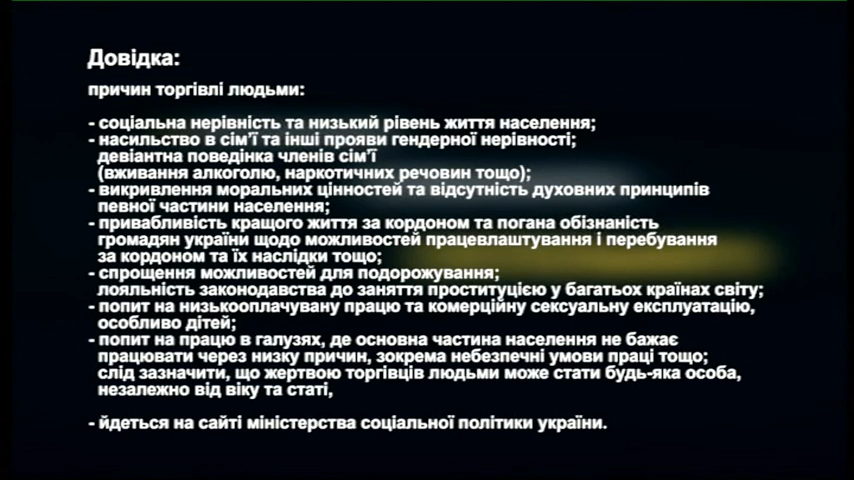 Довідка:
причин торгівлі людьми:
- соціальна нерівність та низький рівень життя населення;
- насильство в сім'ї та інші прояви гендерної нерівності;
девіантна поведінка членів сім'ї
(вживання алкоголю, наркотичних речовин тощо);
- викривлення моральних цінностей та відсутність духовних принципів
певної частини населення;
- привабливість кращого життя за кордоном та погана обізнаність
громадян україни щодо можливостей працевлаштування і перебування
за кордоном та їх наслідки тощо;
- спрощення можливостей для подорожування;
лояльність законодавства до заняття проституцією у багатьох країнах світу;
- попит на низькооплачувану працю та комерційну сексуальну експлуатацію,
особливо дітей;
- попит на працю в галузях, де основна частина населення не бажає
працювати через низку причин, зокрема небезпечні умови праці тощо;
слід зазначити, що жертвою торгівців людьми може стати будь-яка особа,
незалежно від віку та статі,
- йдеться на сайті міністерства соціальної політики україни.